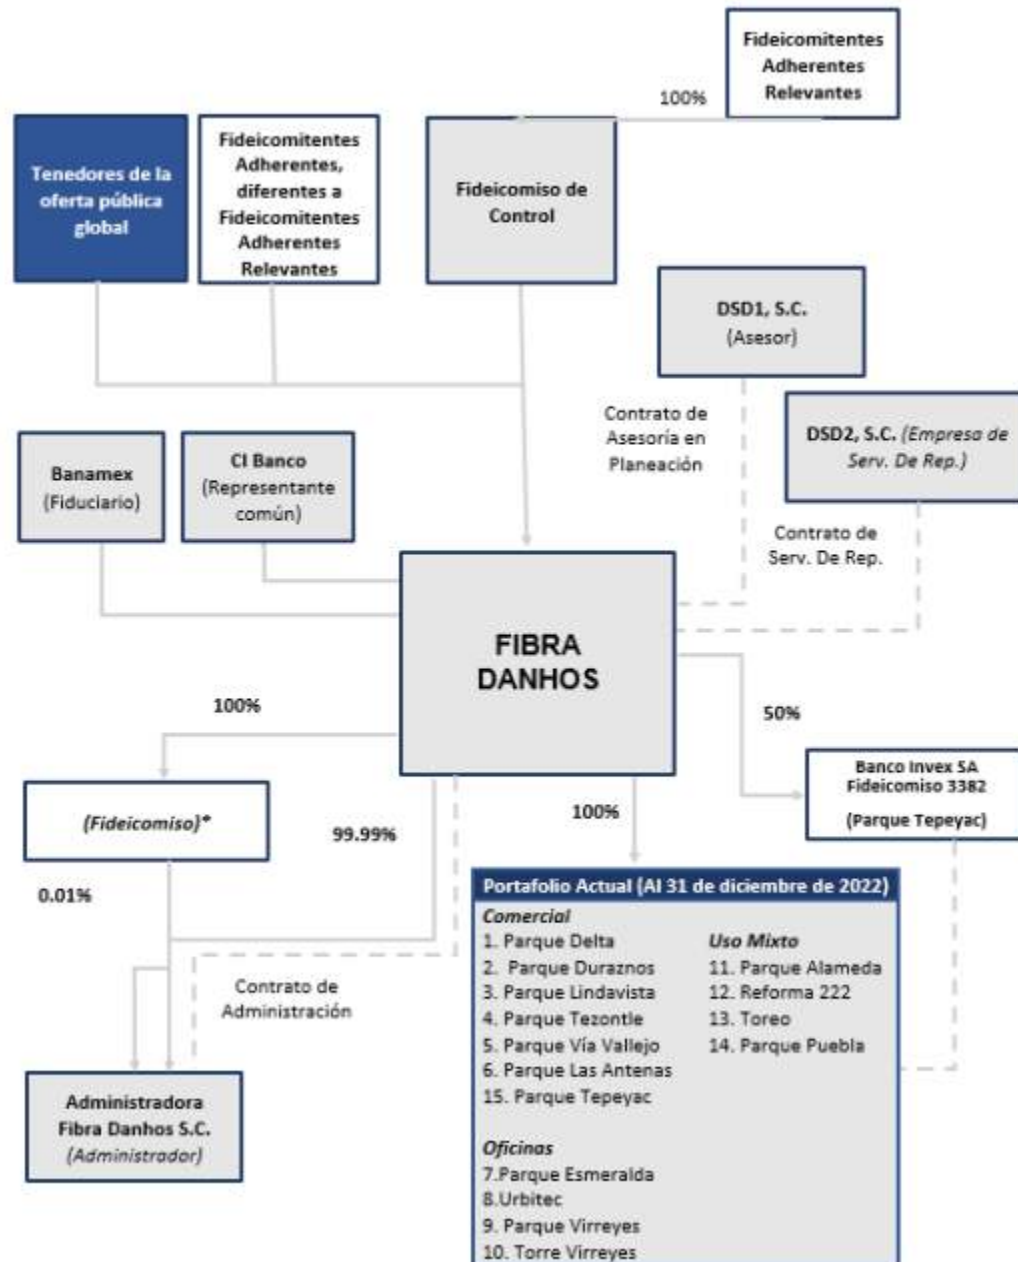 Fideicomitentes
Adherentes
Relevantes
100%
Tenedores de la
oferta pública
global
Fideicomitentes
Adherentes,
diferentes a
Fideicomitentes
Adherentes
Relevantes
Fideicomiso de
Control
DSD1, S.C.
(Asesor)
Contrato de
Asesoría en
Planeación
DSD2, S.C. (Empresa de
Serv. De Rep.)
Banamex
(Fiduciario)
CI Banco
(Representante
común)
Contrato de
Serv. De Rep.
FIBRA
DANHOS
100%
50%
Banco Invex SA
Fideicomiso 3382
(Parque Tepeyac)
(Fideicomiso)*
99.99%
100%
0.01%
Contrato de
Administración
Administradora
Fibra Danhos S.C.
(Administrador)
Portafolio Actual (Al 31 de diciembre de 2022)
Comercial
1. Parque Delta
2. Parque Duraznos
3. Parque Lindavista
4. Parque Tezontle
5. Parque Vía Vallejo
6. Parque Las Antenas
15. Parque Tepeyac
Uso Mixto
11. Parque Alameda
12. Reforma 222
13. Toreo
14. Parque Puebla
Oficinas
7.Parque Esmeralda
8.Urbitec
9. Parque Virreyes
10. Torre Virreyes